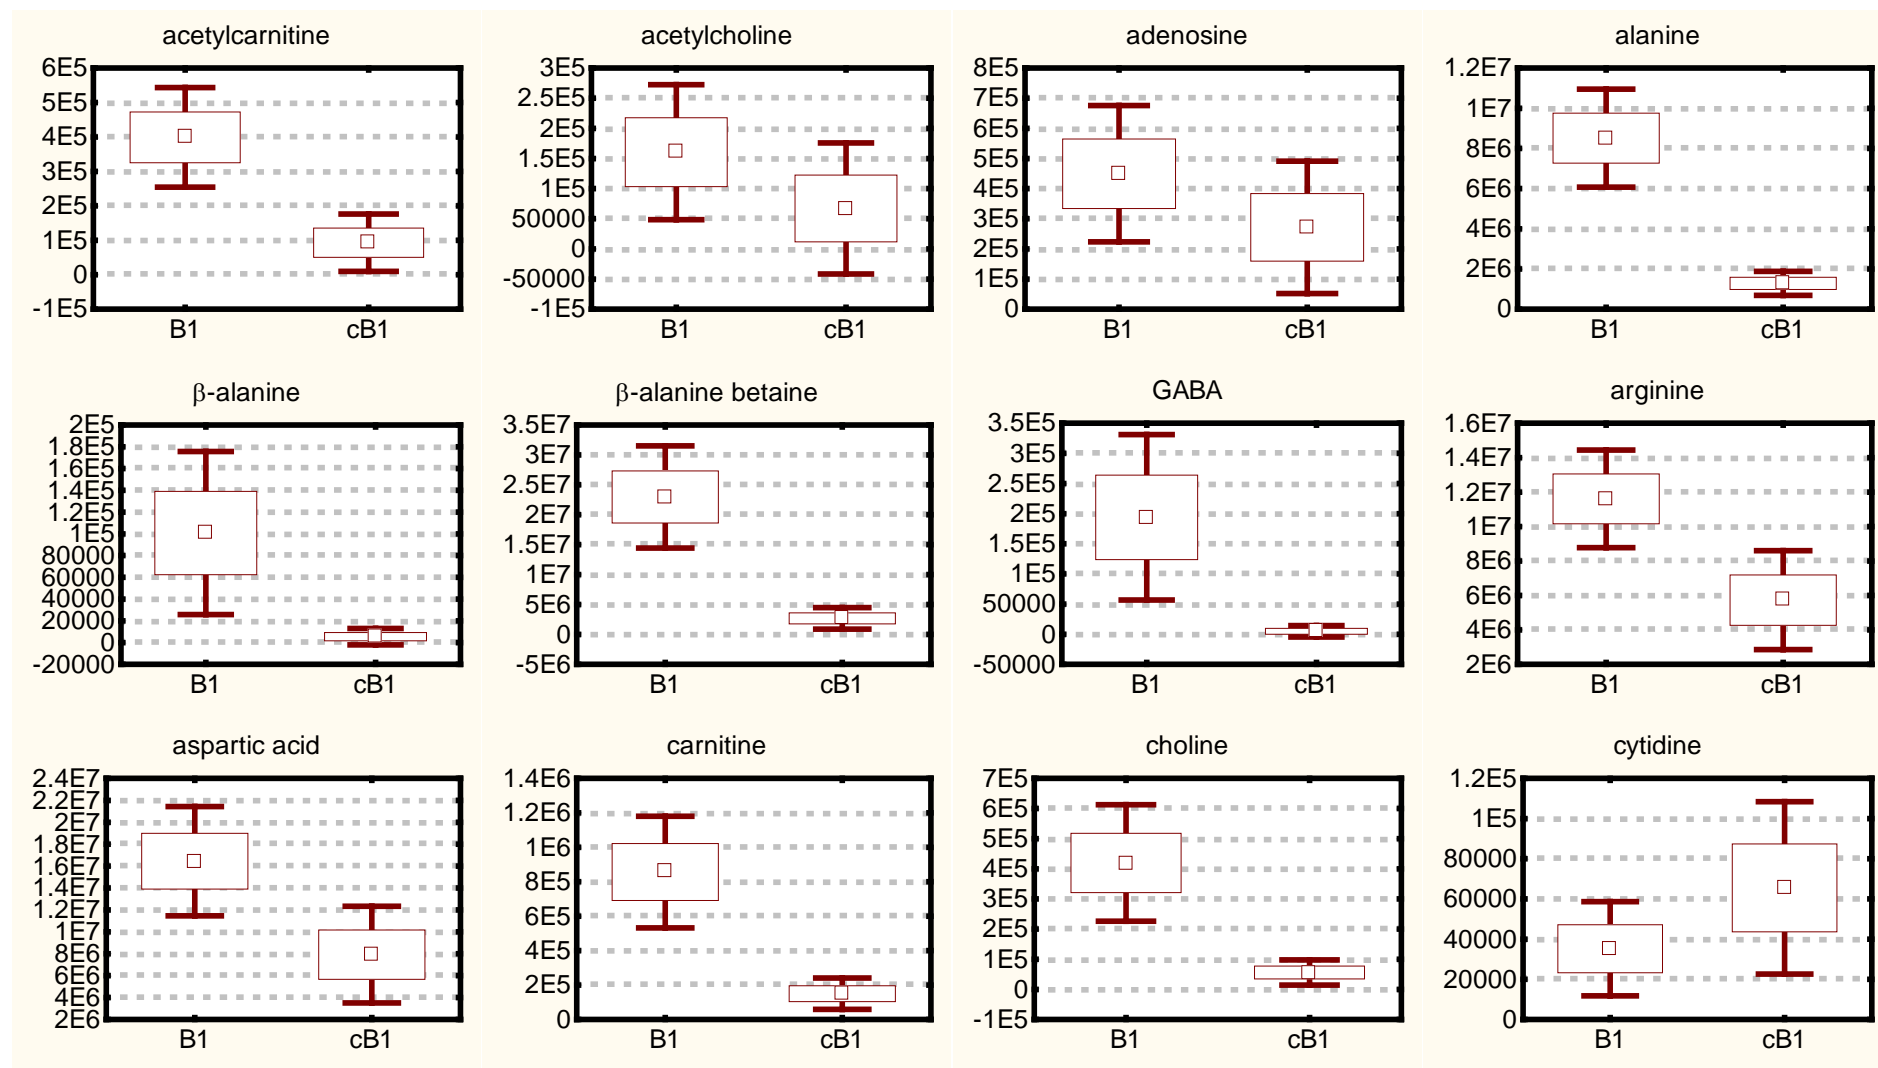 acetylcarnitine
6E5
5E5
4E5
3E5
2E5
1E5
0
-1E5
B1 cB1
acetylcholine
3E5
2.5E5
2E5
1.5E5
1E5
50000
0
-50000
-1E5
B1 cB1
adenosine
8E5
7E5
6E5
5E5
4E5
3E5
2E5
1E5
0
B1 cB1
alanine
1.2E7
1E7
8E6
6E6
4E6
2E6
0
B1 cB1
β-alanine
2E5
1.8E5
1.6E5
1.4E5
1.2E5
1E5
80000
60000
40000
20000
0
-20000
B1 cB1
β-alanine betaine
3.5E7
3E7
2.5E7
2E7
1.5E7
1E7
5E6
0
-5E6
B1 cB1
GABA
3.5E5
3E5
2.5E5
2E5
1.5E5
1E5
50000
0
-50000
B1 cB1
arginine
1.6E7
1.4E7
1.2E7
1E7
8E6
6E6
4E6
2E6
B1 cB1
aspartic acid
2.4E7
2.2E7
2E7
1.8E7
1.6E7
1.4E7
1.2E7
1E7
8E6
6E6
4E6
2E6
B1 cB1
carnitine
1.4E6
1.2E6
1E6
8E5
6E5
4E5
2E5
0
B1 cB1
choline
7E5
6E5
5E5
4E5
3E5
2E5
1E5
0
-1E5
B1 cB1
cytidine
1.2E5
1E5
80000
60000
40000
20000
0
B1 cB1